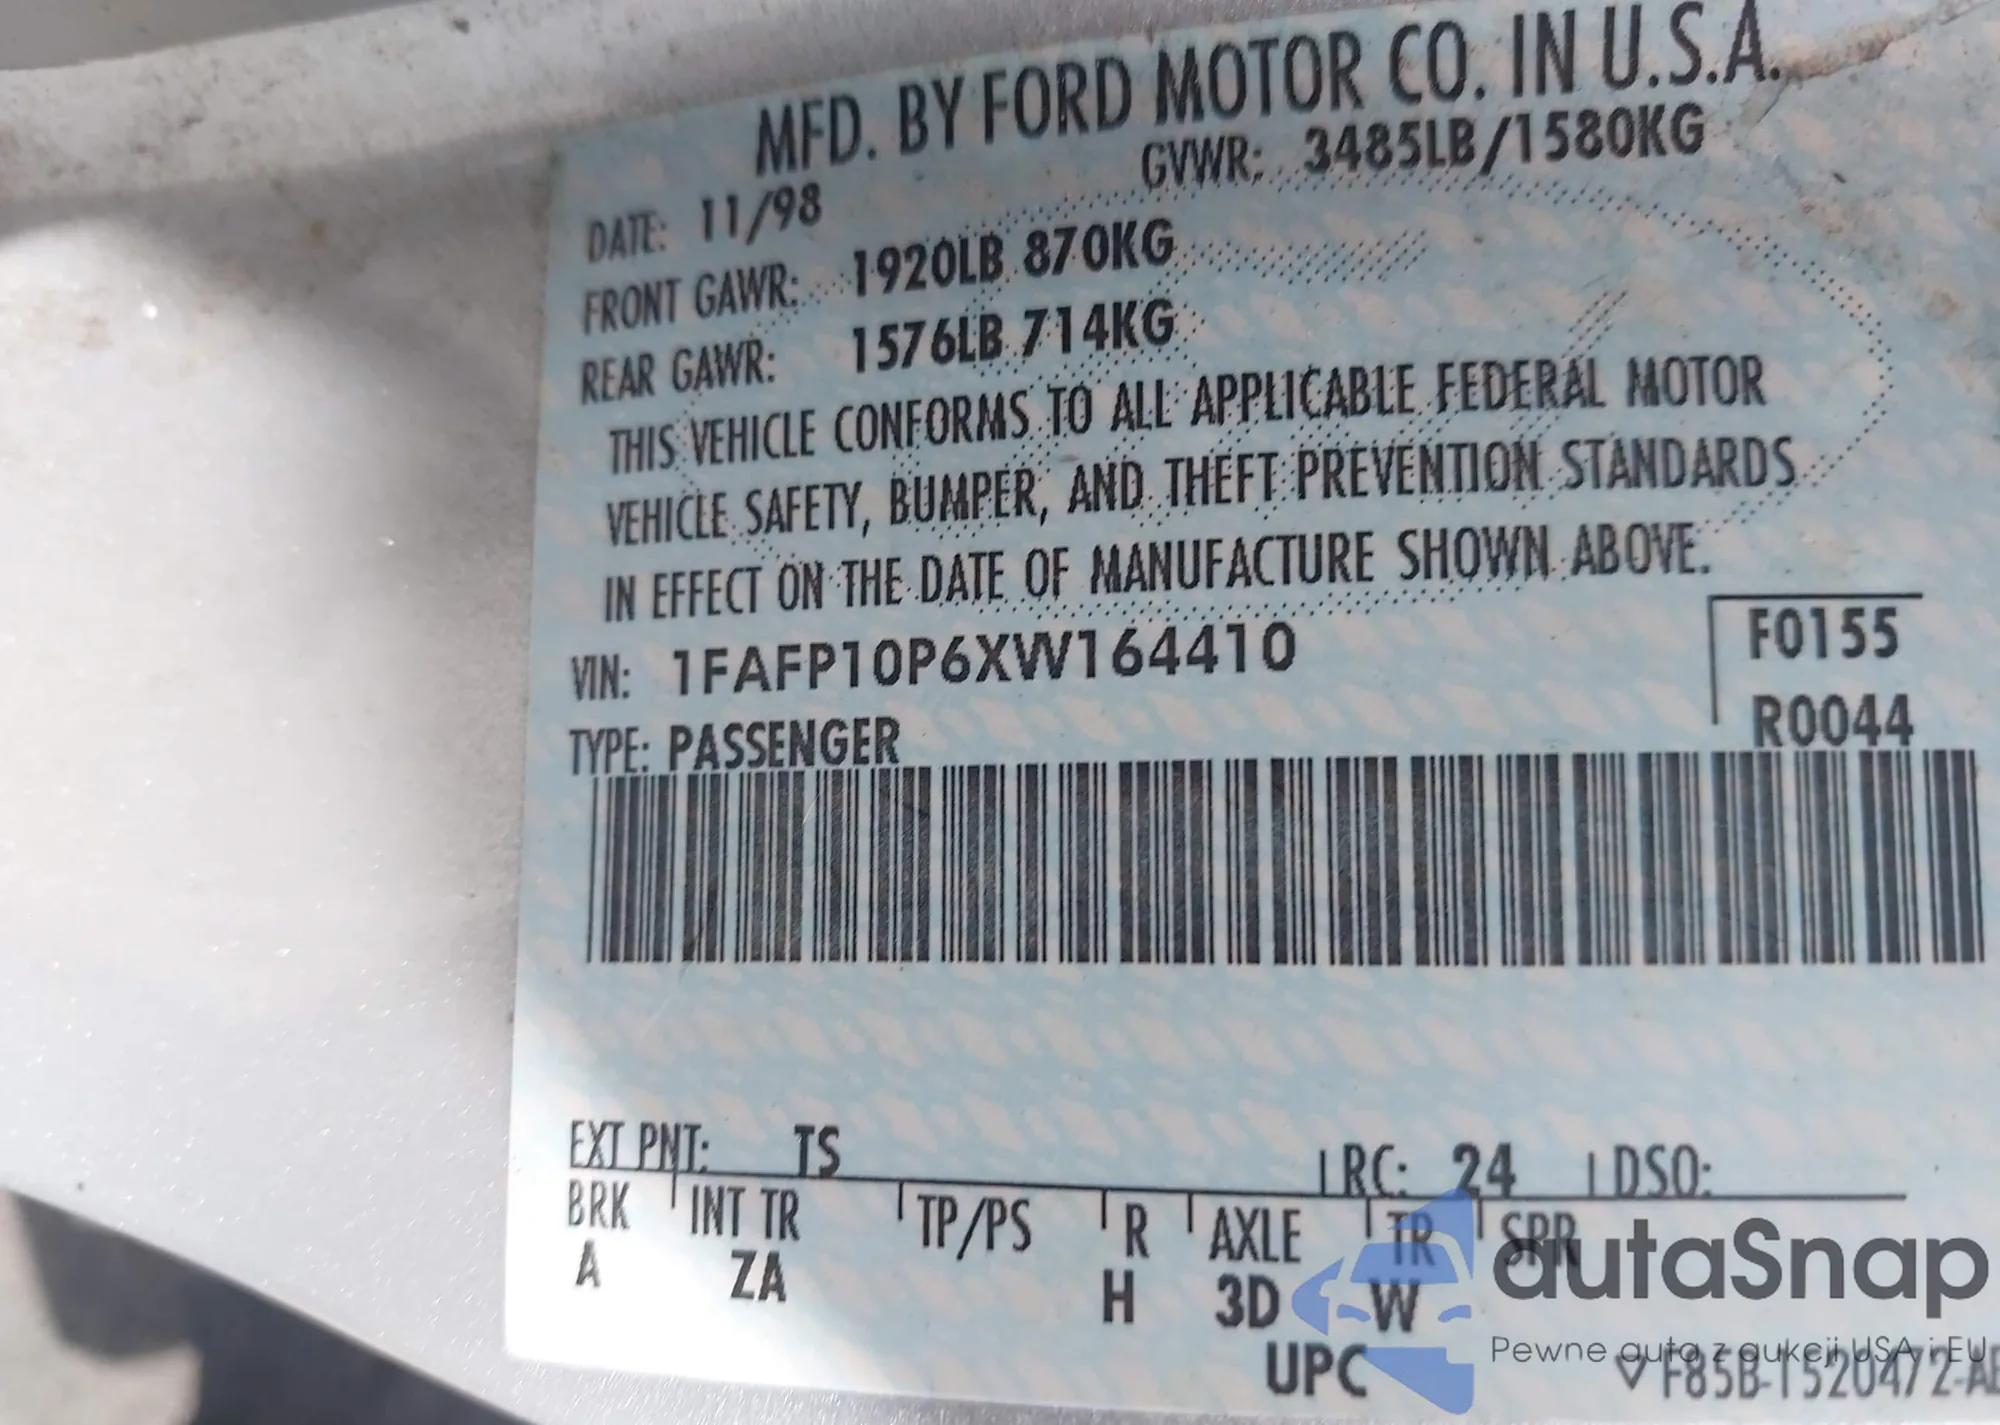 MFD. BY FORD MOTOR CO. IN U.S.A.
DATE: 11/98 GVWR: 3485LB/1580KG
FRONT GAWR: 1920LB 870KG
REAR GAWR: 1576LB 714KG
THIS VEHICLE CONFORMS TO ALL APPLICABLE FEDERAL MOTOR
VEHICLE SAFETY, BUMPER, AND THEFT PREVENTION STANDARDS
IN EFFECT ON THE DATE OF MANUFACTURE SHOWN ABOVE.
VIN: 1FAFP10P6XW164410 F0155
TYPE: PASSENGER R0044
EXT PNT: TS RC: 24 DSO:
BRK INT TR TP/PS R AXLE TR SPR
A ZA H 3D W
UPC
autaSnap
Pewne auta z aukcji USA i EU